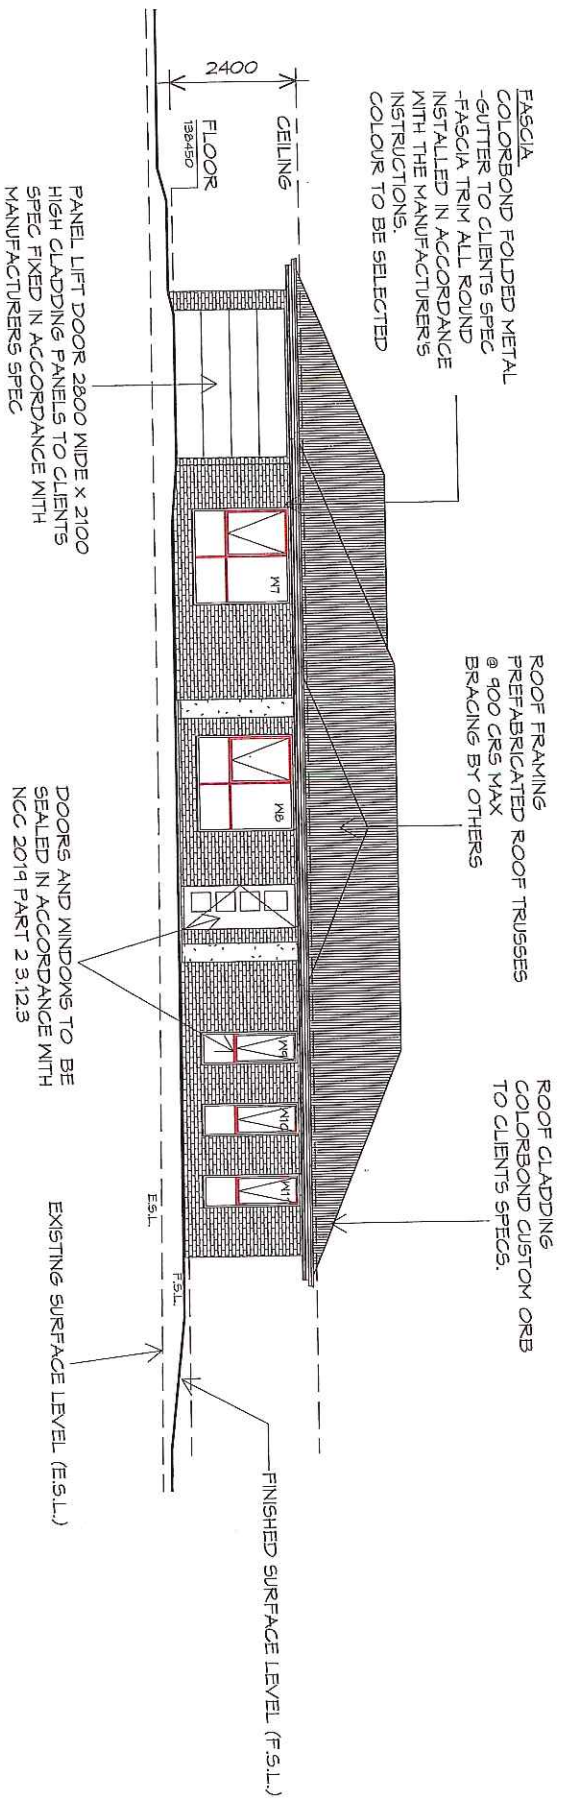 FASCIA
COLORBOND FOLDED METAL
-GUTTER TO CLIENTS SPEC
-FASCIA TRIM ALL ROUND
INSTALLED IN ACCORDANCE
WITH THE MANUFACTURER'S
INSTRUCTIONS.
COLOUR TO BE SELECTED
ROOF FRAMING
PREFABRICATED ROOF TRUSSES
@ 900 CRS MAX
BRACING BY OTHERS
ROOF CLADDING
COLORBOND CUSTOM ORB
TO CLIENTS SPECS.
CEILING
2400
FLOOR
138450
W7
W8
W9
W10
W11
E.S.L.
F.S.L.
PANEL LIFT DOOR 2800 WIDE x 2100
HIGH CLADDING PANELS TO CLIENTS
SPEC FIXED IN ACCORDANCE WITH
MANUFACTURERS SPEC
DOORS AND WINDOWS TO BE
SEALED IN ACCORDANCE WITH
NCC 2019 PART 2 3.12.3
EXISTING SURFACE LEVEL (E.S.L.)
FINISHED SURFACE LEVEL (F.S.L.)